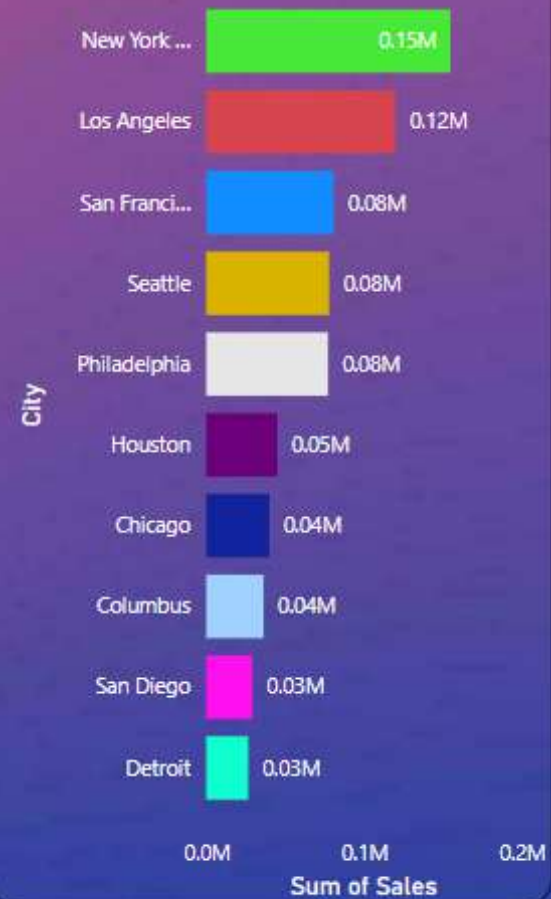 New York ... 0.15M
Los Angeles 0.12M
San Franci... 0.08M
Seattle 0.08M
Philadelphia 0.08M
City
Houston 0.05M
Chicago 0.04M
Columbus 0.04M
San Diego 0.03M
Detroit 0.03M
0.0M 0.1M 0.2M
Sum of Sales